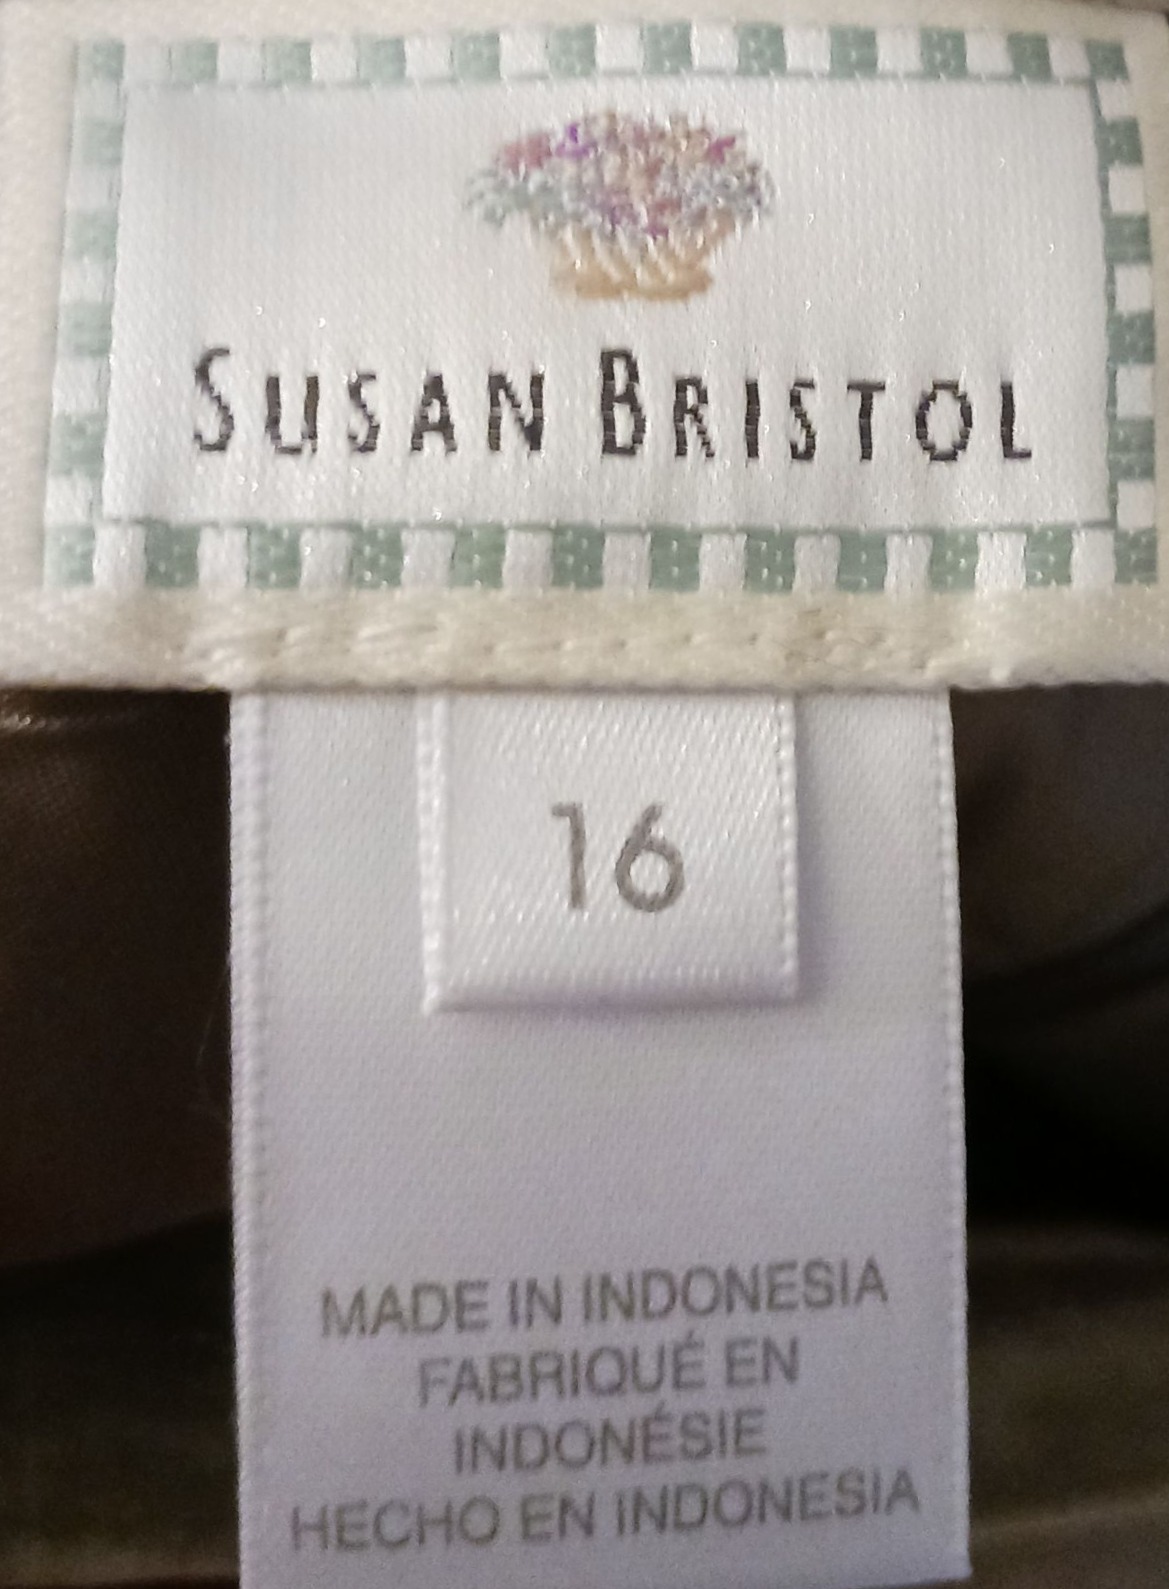 SUSAN BRISTOL
16
MADE IN INDONESIA
FABRIQUÉ EN
INDONÉSIE
HECHO EN INDONESIA